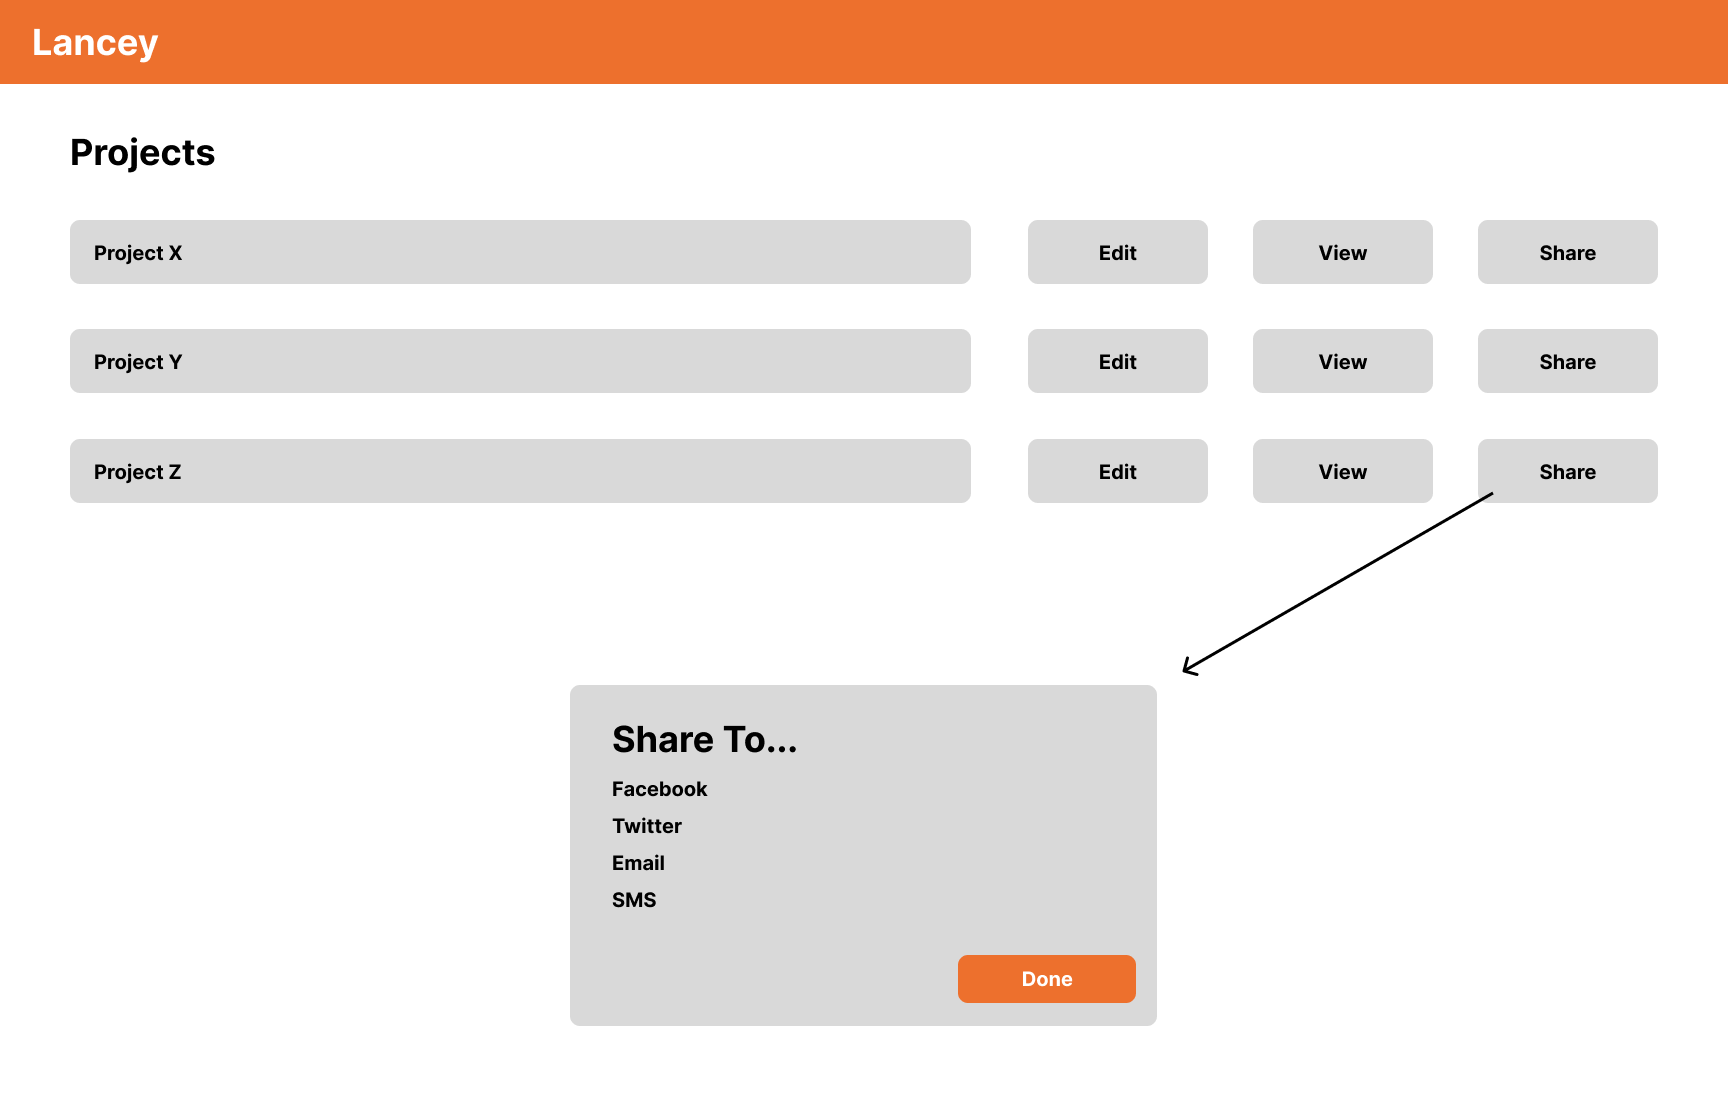 Lancey
Projects
Project X Edit View Share
Project Y Edit View Share
Project Z Edit View Share
Share To...
Facebook
Twitter
Email
SMS
Done